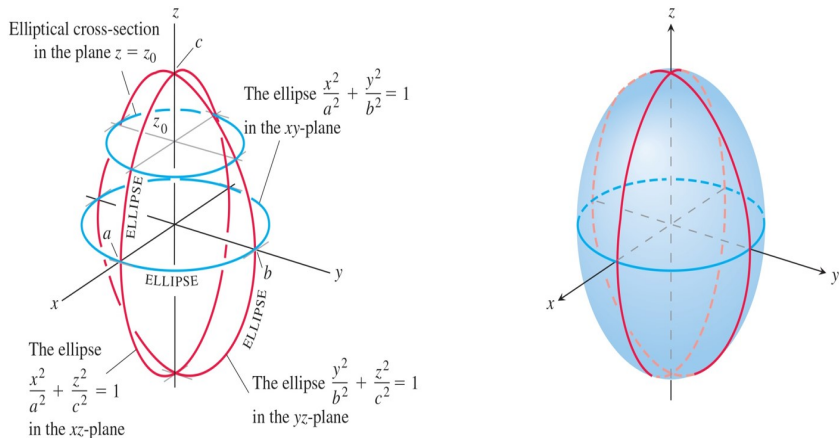 z
Elliptical cross-section
in the plane z = z₀
c
The ellipse x²/a² + y²/b² = 1
in the xy-plane
z₀
ELLIPSE
a
ELLIPSE
b
y
x
ELLIPSE
The ellipse
x²/a² + z²/c² = 1
in the xz-plane
The ellipse y²/b² + z²/c² = 1
in the yz-plane
z
y
x